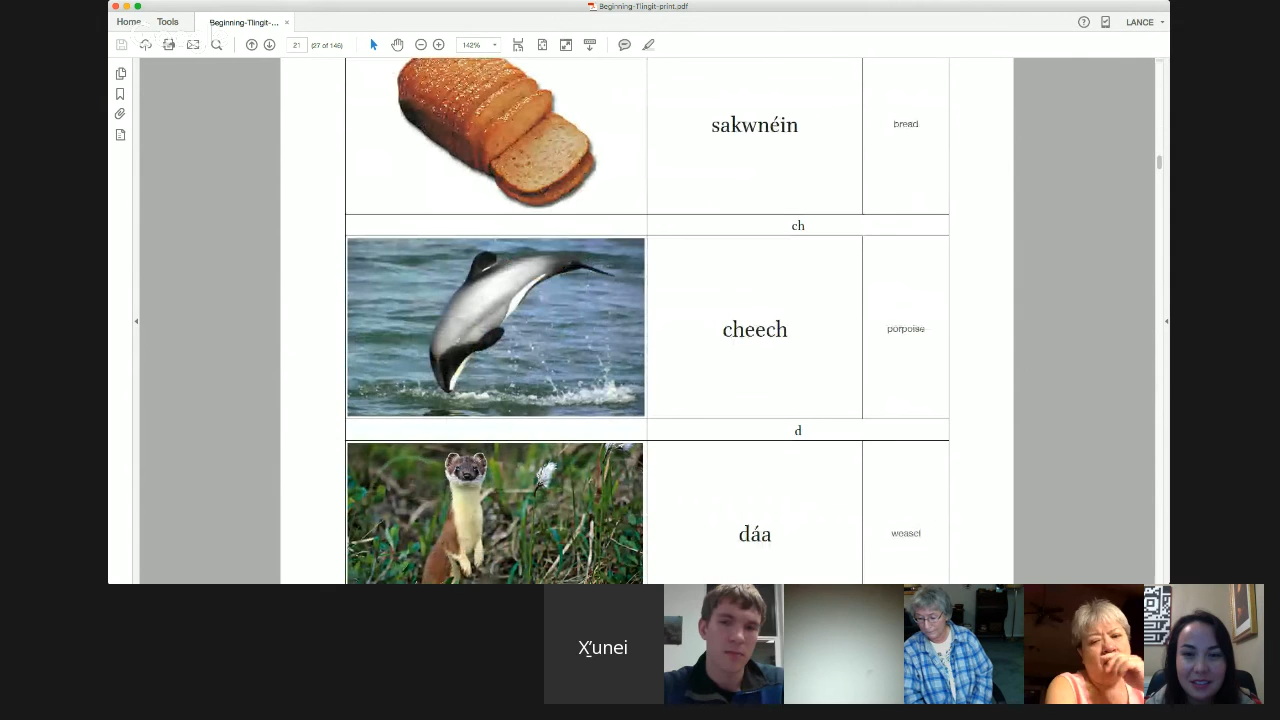 Beginning-Tlingit-print.pdf
Home
Tools
Beginning-Tlingit-... ×
LANCE
21
(27 of 146)
142%
sakwnéin
bread
ch
cheech
porpoise
d
dáa
weasel
X̱ʼunei